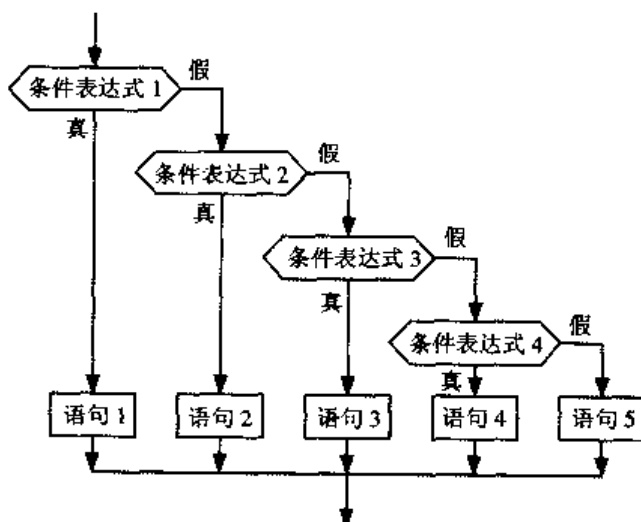 条件表达式 1
假
真
条件表达式 2
假
真
条件表达式 3
假
真
条件表达式 4
假
真
语句 1
语句 2
语句 3
语句 4
语句 5